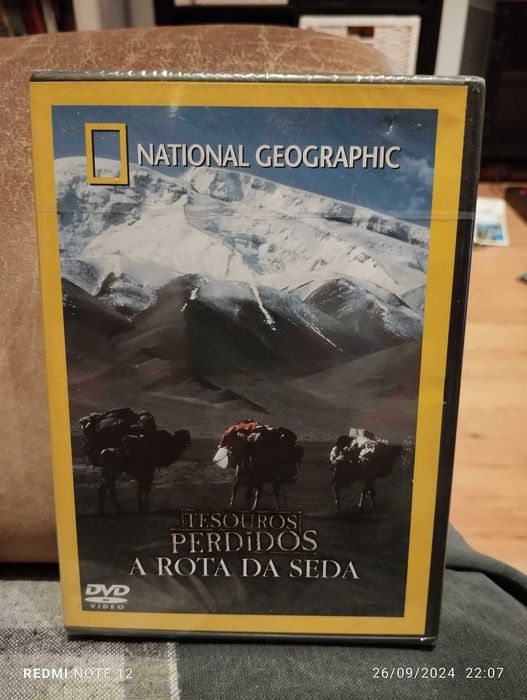 NATIONAL GEOGRAPHIC
TESOUROS
PERDIDOS
A ROTA DA SEDA
DVD
VIDEO
REDMI NOTE 12
26/09/2024 22:07